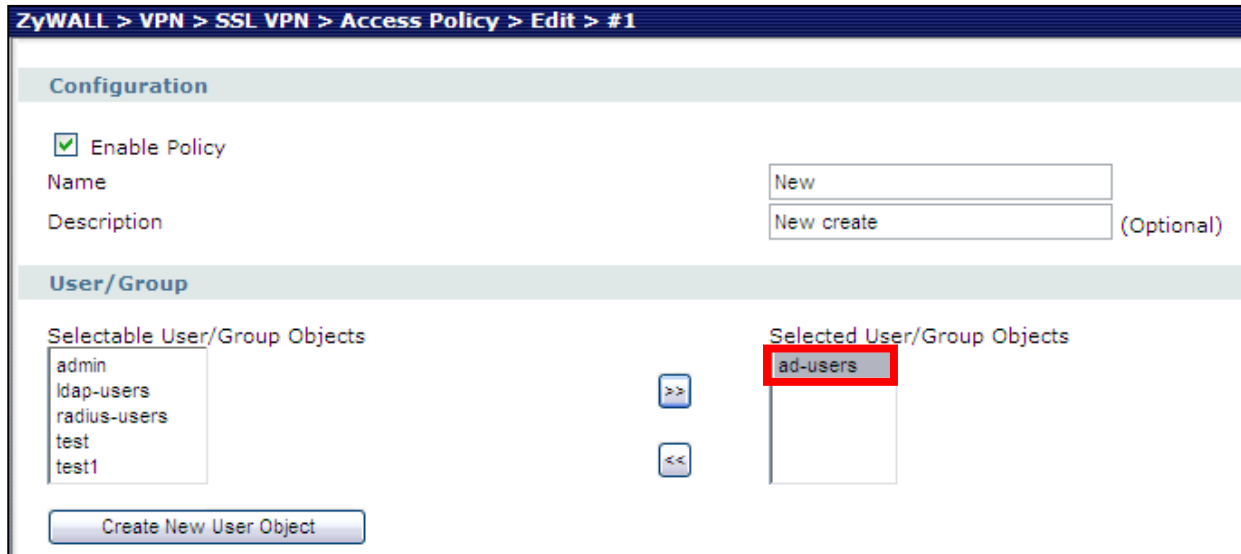 ZyWALL > VPN > SSL VPN > Access Policy > Edit > #1
Configuration
Enable Policy
Name
New
Description
New create
(Optional)
User/Group
Selectable User/Group Objects
admin
ldap-users
radius-users
test
test1
>>
<<
Selected User/Group Objects
ad-users
Create New User Object